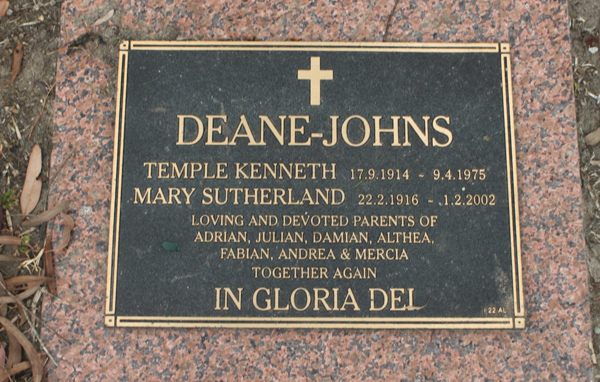 DEANE-JOHNS
TEMPLE KENNETH 17.9.1914 - 9.4.1975
MARY SUTHERLAND 22.2.1916 - 1.2.2002
LOVING AND DEVOTED PARENTS OF
ADRIAN, JULIAN, DAMIAN, ALTHEA,
FABIAN, ANDREA & MERCIA
TOGETHER AGAIN
IN GLORIA DEI